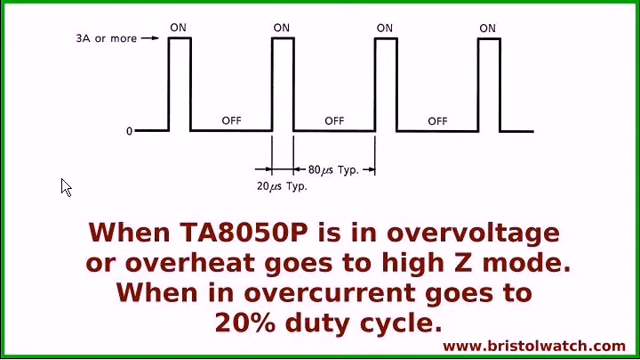 ON ON ON ON
3A or more
OFF OFF OFF
0
80μs Typ.
20μs Typ.
When TA8050P is in overvoltage
or overheat goes to high Z mode.
When in overcurrent goes to
20% duty cycle.
www.bristolwatch.com